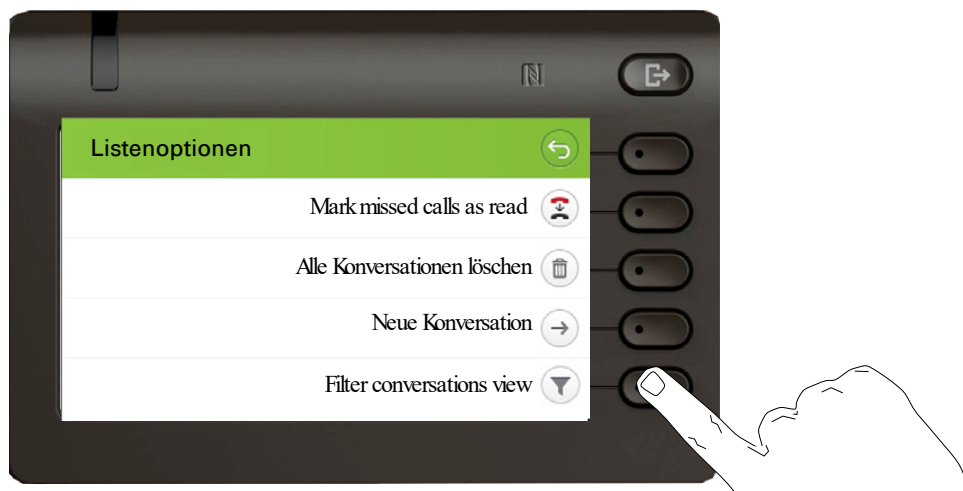 Listenoptionen
Mark missed calls as read
Alle Konversationen löschen
Neue Konversation
Filter conversations view